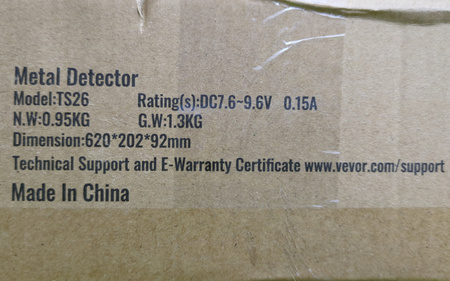 Metal Detector
Model:TS26 Rating(s):DC7.6~9.6V 0.15A
N.W:0.95KG G.W:1.3KG
Dimension:620*202*92mm
Technical Support and E-Warranty Certificate www.vevor.com/support
Made In China